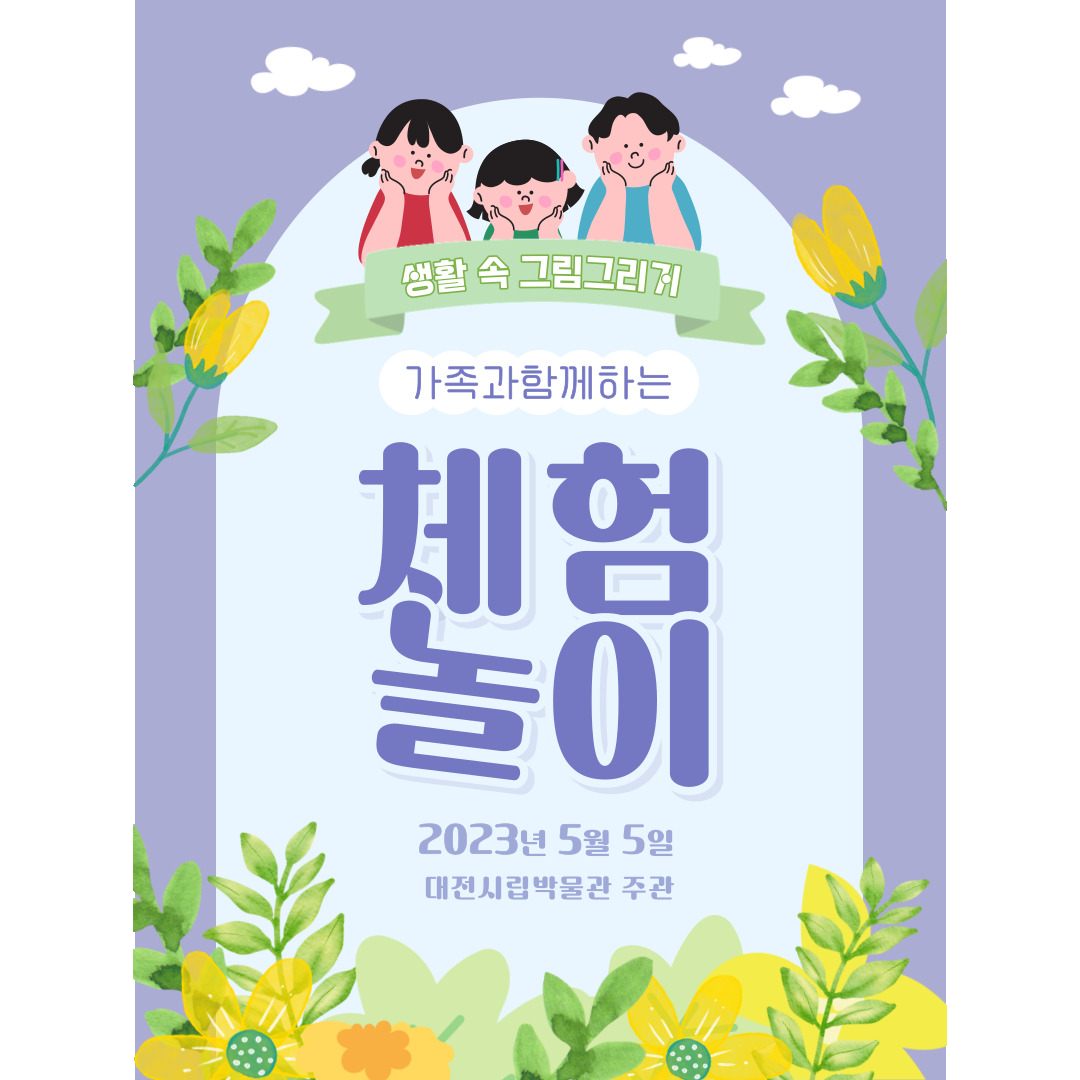 생활 속 그림그리기
가족과함께하는
체험
놀이
2023년 5월 5일
대전시립박물관 주관